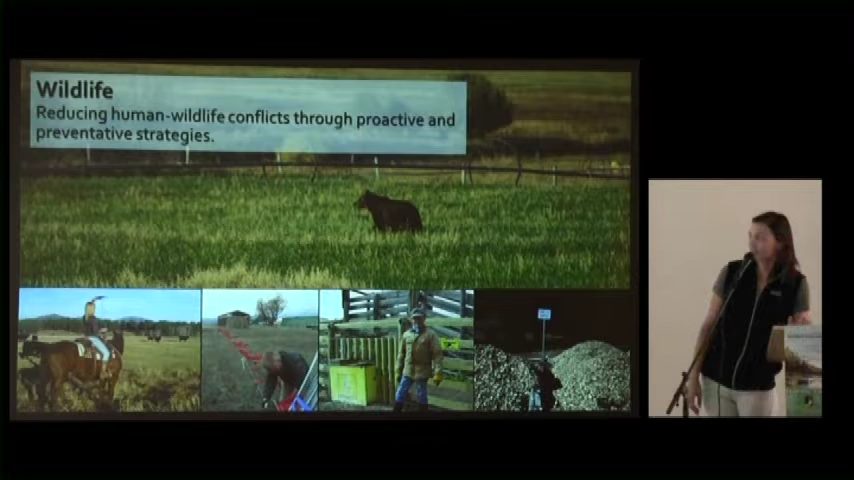 Wildlife
Reducing human-wildlife conflicts through proactive and
preventative strategies.